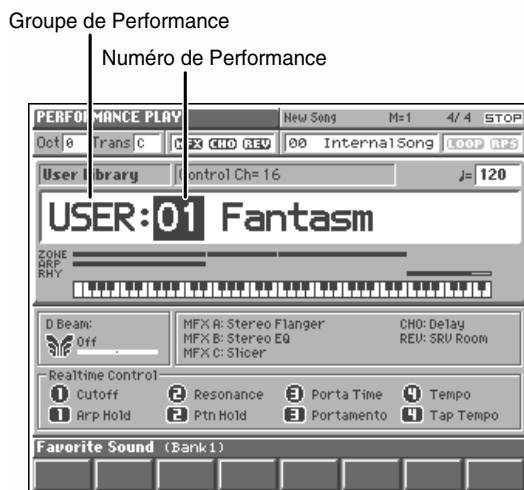 Groupe de Performance
Numéro de Performance
PERFORMANCE PLAY New Song M=1 4/4 STOP
Oct 0 Trans C MFX CHO REV 00 InternalSong LOOP RPS
User Library Control Ch=16 ♩= 120
USER:01 Fantasm
ZONE
ARP
RHY
D Beam: MFX A: Stereo Flanger CHO: Delay
Off MFX B: Stereo EQ REV: SRV Room
MFX C: Slicer
Realtime Control
1 Cutoff 2 Resonance 3 Porta Time 4 Tempo
1 Arp Hold 2 Ptn Hold 3 Portamento 4 Tap Tempo
Favorite Sound (Bank1)